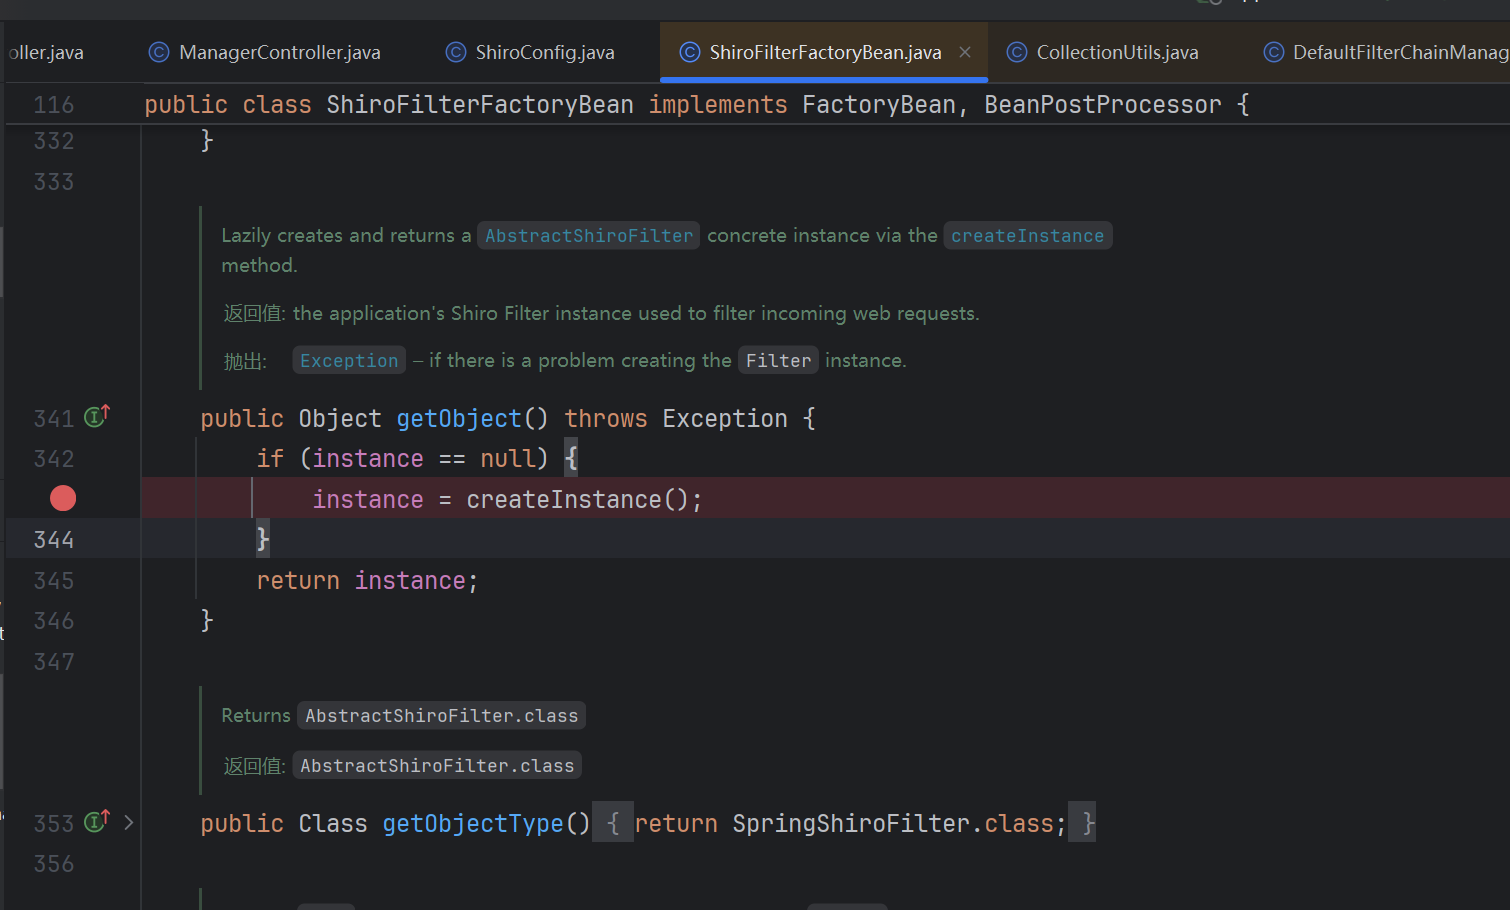 oller.java ManagerController.java ShiroConfig.java ShiroFilterFactoryBean.java CollectionUtils.java DefaultFilterChainManag
116 public class ShiroFilterFactoryBean implements FactoryBean, BeanPostProcessor {
332 }
333
Lazily creates and returns a AbstractShiroFilter concrete instance via the createInstance
method.
返回值: the application's Shiro Filter instance used to filter incoming web requests.
抛出: Exception – if there is a problem creating the Filter instance.
341 public Object getObject() throws Exception {
342 if (instance == null) {
instance = createInstance();
344 }
345 return instance;
346 }
347
Returns AbstractShiroFilter.class
返回值: AbstractShiroFilter.class
353 public Class getObjectType() { return SpringShiroFilter.class; }
356